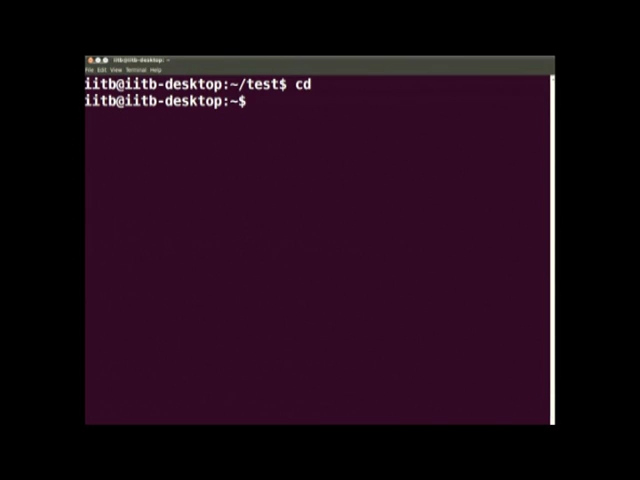 iitb@iitb-desktop: ~
File Edit View Terminal Help
iitb@iitb-desktop:~/test$ cd
iitb@iitb-desktop:~$